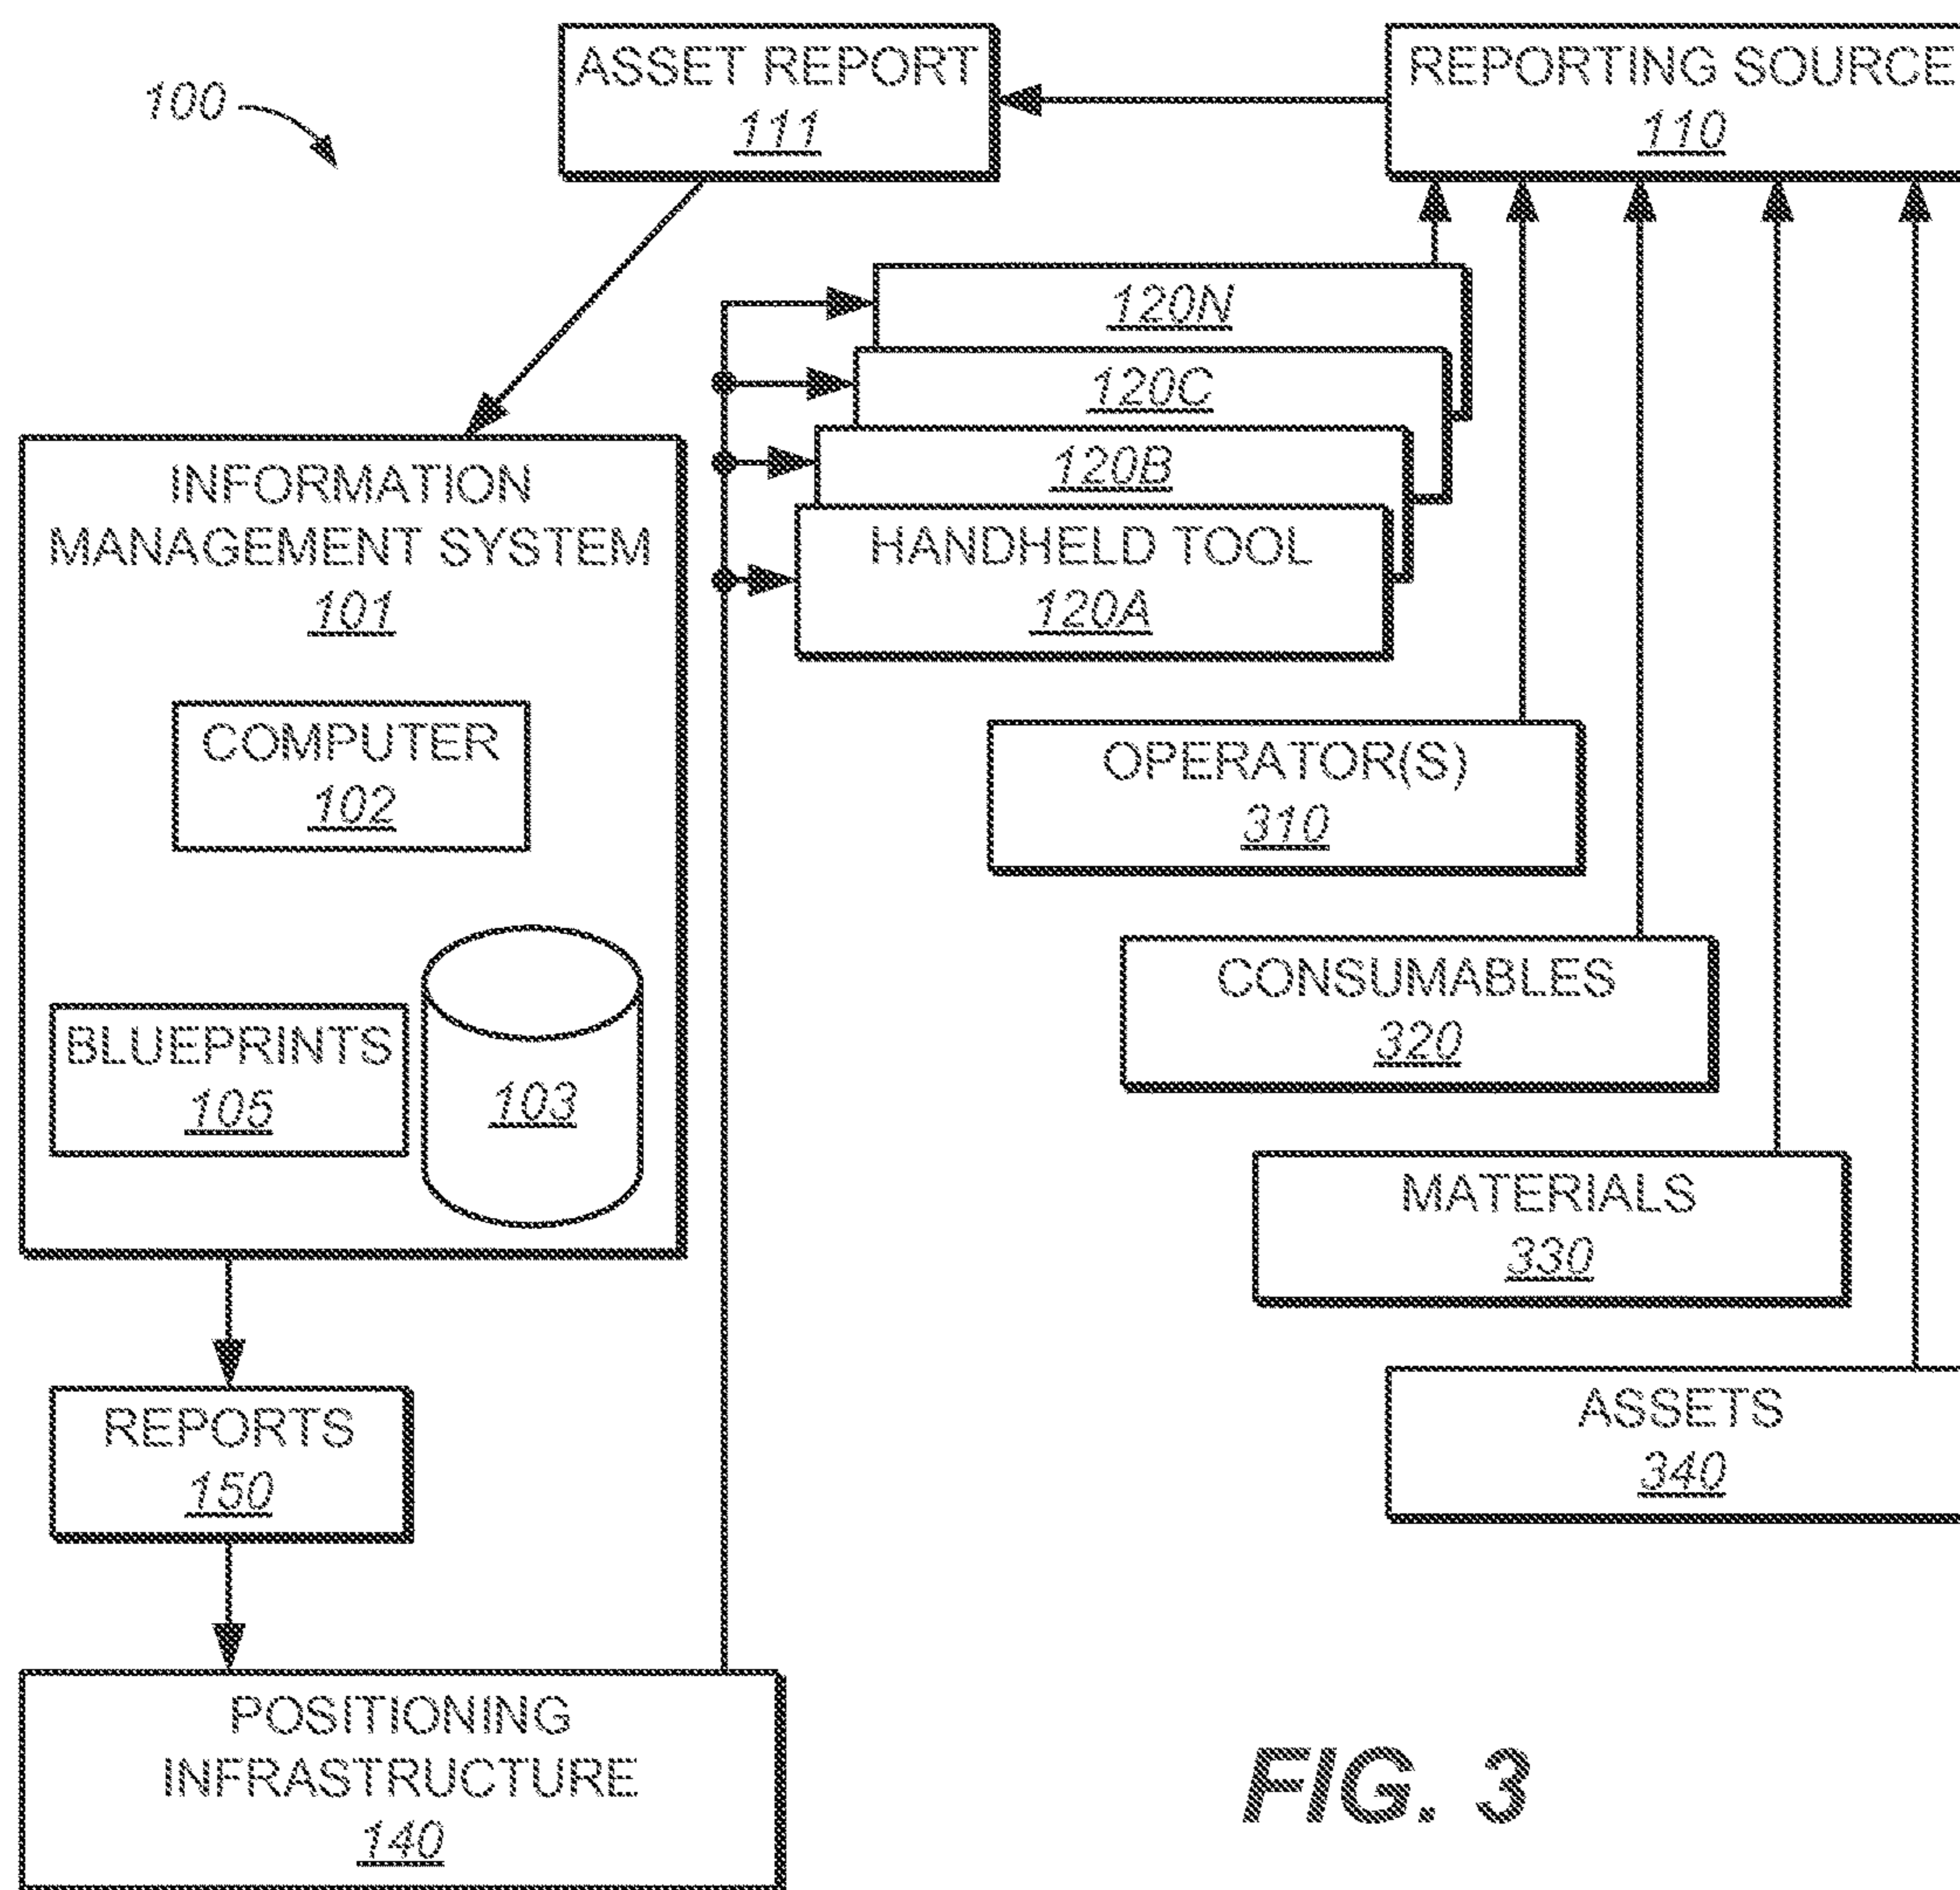 100
ASSET REPORT
111
REPORTING SOURCE
110
120N
120C
120B
HANDHELD TOOL
120A
INFORMATION
MANAGEMENT SYSTEM
101
COMPUTER
102
BLUEPRINTS
105
103
OPERATOR(S)
310
CONSUMABLES
320
MATERIALS
330
ASSETS
340
REPORTS
150
POSITIONING
INFRASTRUCTURE
140
FIG. 3